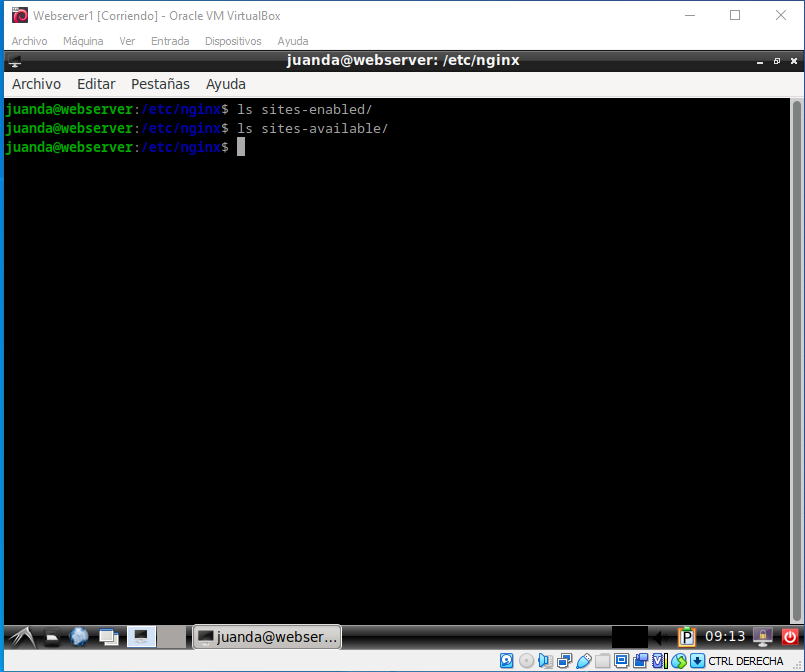 Webserver1 [Corriendo] - Oracle VM VirtualBox
Archivo Máquina Ver Entrada Dispositivos Ayuda
juanda@webserver: /etc/nginx
Archivo Editar Pestañas Ayuda
juanda@webserver:/etc/nginx$ ls sites-enabled/
juanda@webserver:/etc/nginx$ ls sites-available/
juanda@webserver:/etc/nginx$
juanda@webser... P 09:13
CTRL DERECHA